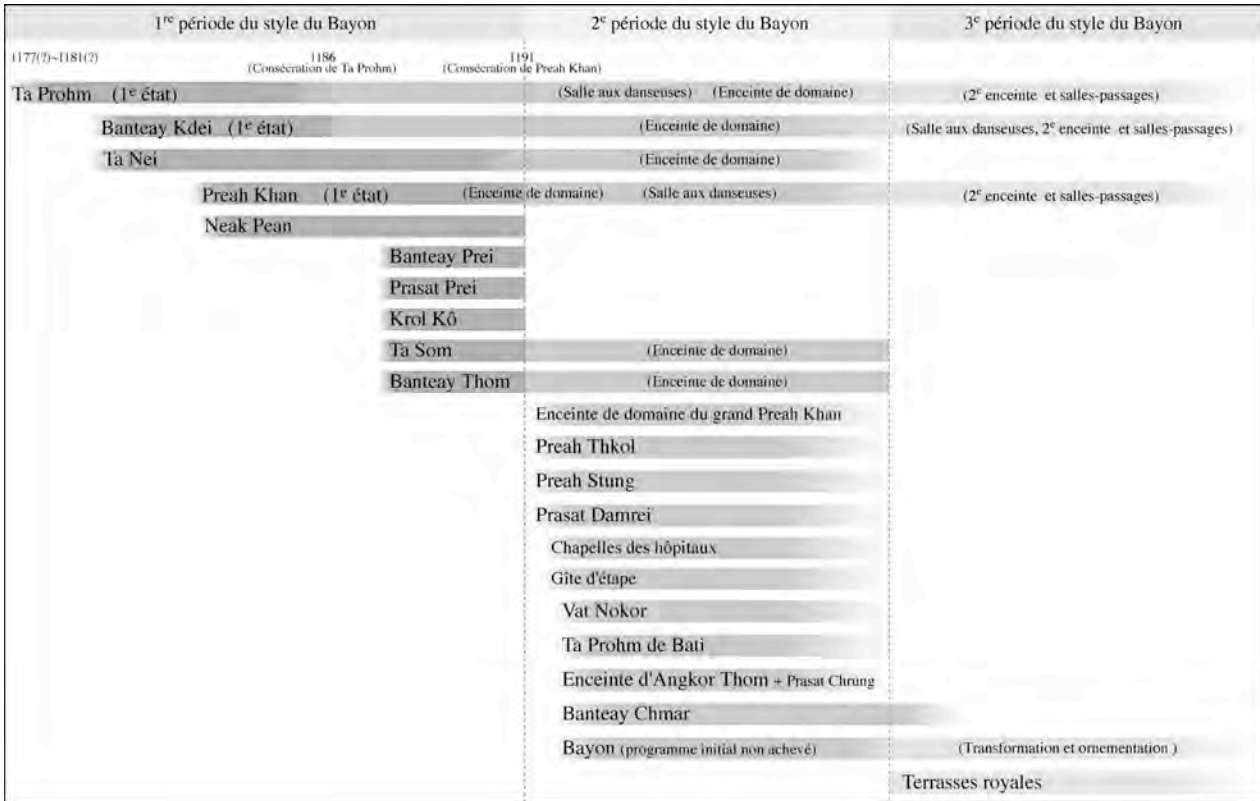 1re période du style du Bayon 2e période du style du Bayon 3e période du style du Bayon
1177(?)~1181(?) 1186 1191
(Consécration de Ta Prohm) (Consécration de Preah Khan)
Ta Prohm (1e état) (Salle aux danseuses) (Enceinte de domaine) (2e enceinte et salles-passages)
Banteay Kdei (1e état) (Enceinte de domaine) (Salle aux danseuses, 2e enceinte et salles-passages)
Ta Nei (Enceinte de domaine)
Preah Khan (1e état) (Enceinte de domaine) (Salle aux danseuses) (2e enceinte et salles-passages)
Neak Pean
Banteay Prei
Prasat Prei
Krol Kô
Ta Som (Enceinte de domaine)
Banteay Thom (Enceinte de domaine)
Enceinte de domaine du grand Preah Khan
Preah Thkol
Preah Stung
Prasat Damrei
Chapelles des hôpitaux
Gîte d'étape
Vat Nokor
Ta Prohm de Bati
Enceinte d'Angkor Thom + Prasat Chrung
Banteay Chmar
Bayon (programme initial non achevé) (Transformation et ornementation )
Terrasses royales